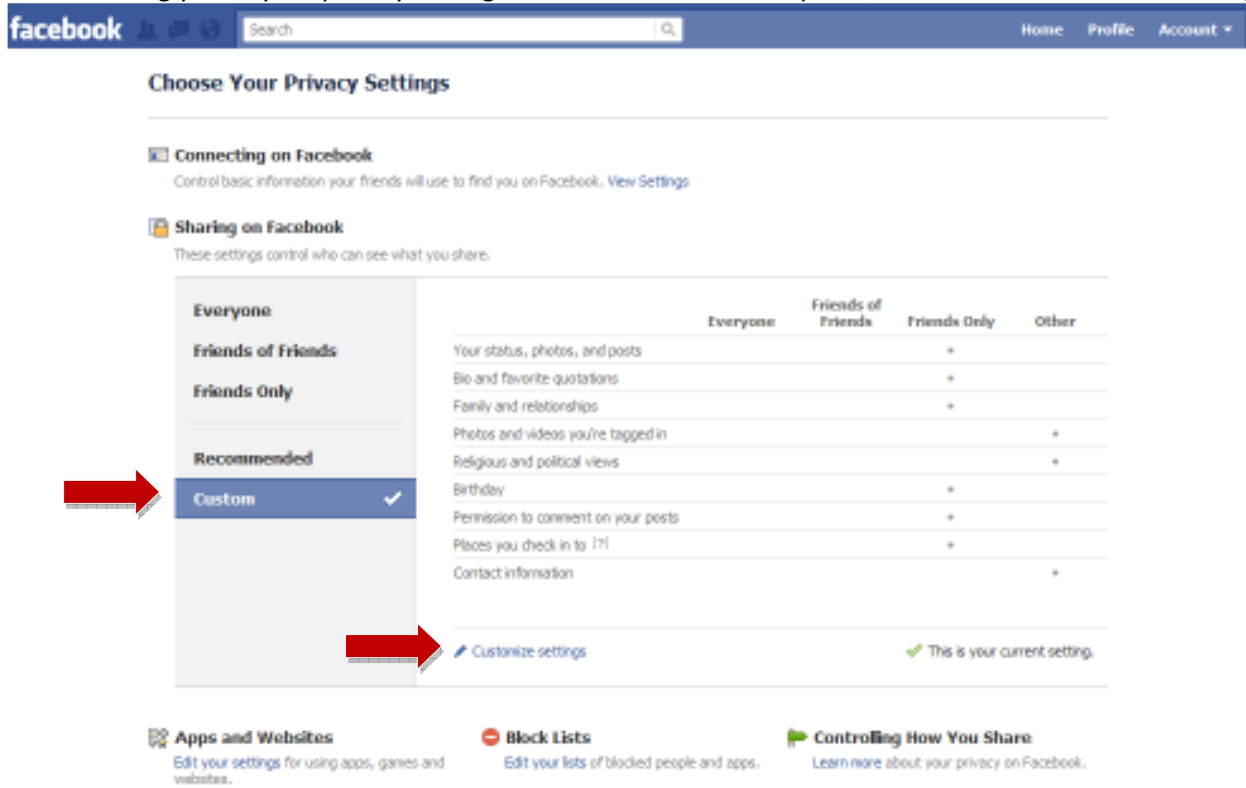 facebook Search Home Profile Account
Choose Your Privacy Settings
Connecting on Facebook
Control basic information your friends will use to find you on Facebook. View Settings
Sharing on Facebook
These settings control who can see what you share.
Everyone
Friends of Friends
Friends Only
Recommended
Custom
Everyone Friends of Friends Friends Only Other
Your status, photos, and posts
Bio and favorite quotations
Family and relationships
Photos and videos you're tagged in
Religious and political views
Birthday
Permission to comment on your posts
Places you check in to [?]
Contact information
Customize settings
This is your current setting.
Apps and Websites
Edit your settings for using apps, games and
websites.
Block Lists
Edit your lists of blocked people and apps.
Controlling How You Share
Learn more about your privacy on Facebook.